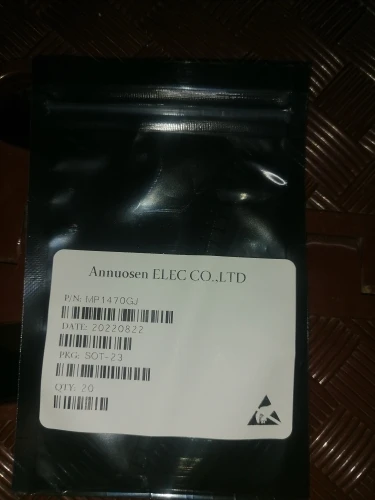 Annuosen ELEC CO.,LTD
P/N: MP1470GJ
DATE: 20220822
PKG: SOT-23
QTY: 20